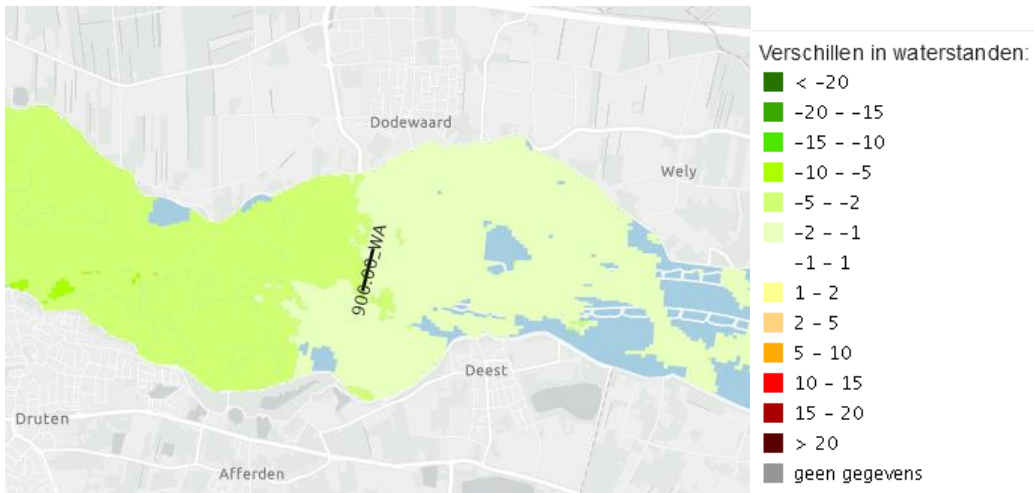 Dodewaard
Wely
900.00_WA
Deest
Druten
Afferden
Verschillen in waterstanden:
< -20
-20 - -15
-15 - -10
-10 - -5
-5 - -2
-2 - -1
-1 - 1
1 - 2
2 - 5
5 - 10
10 - 15
15 - 20
> 20
geen gegevens